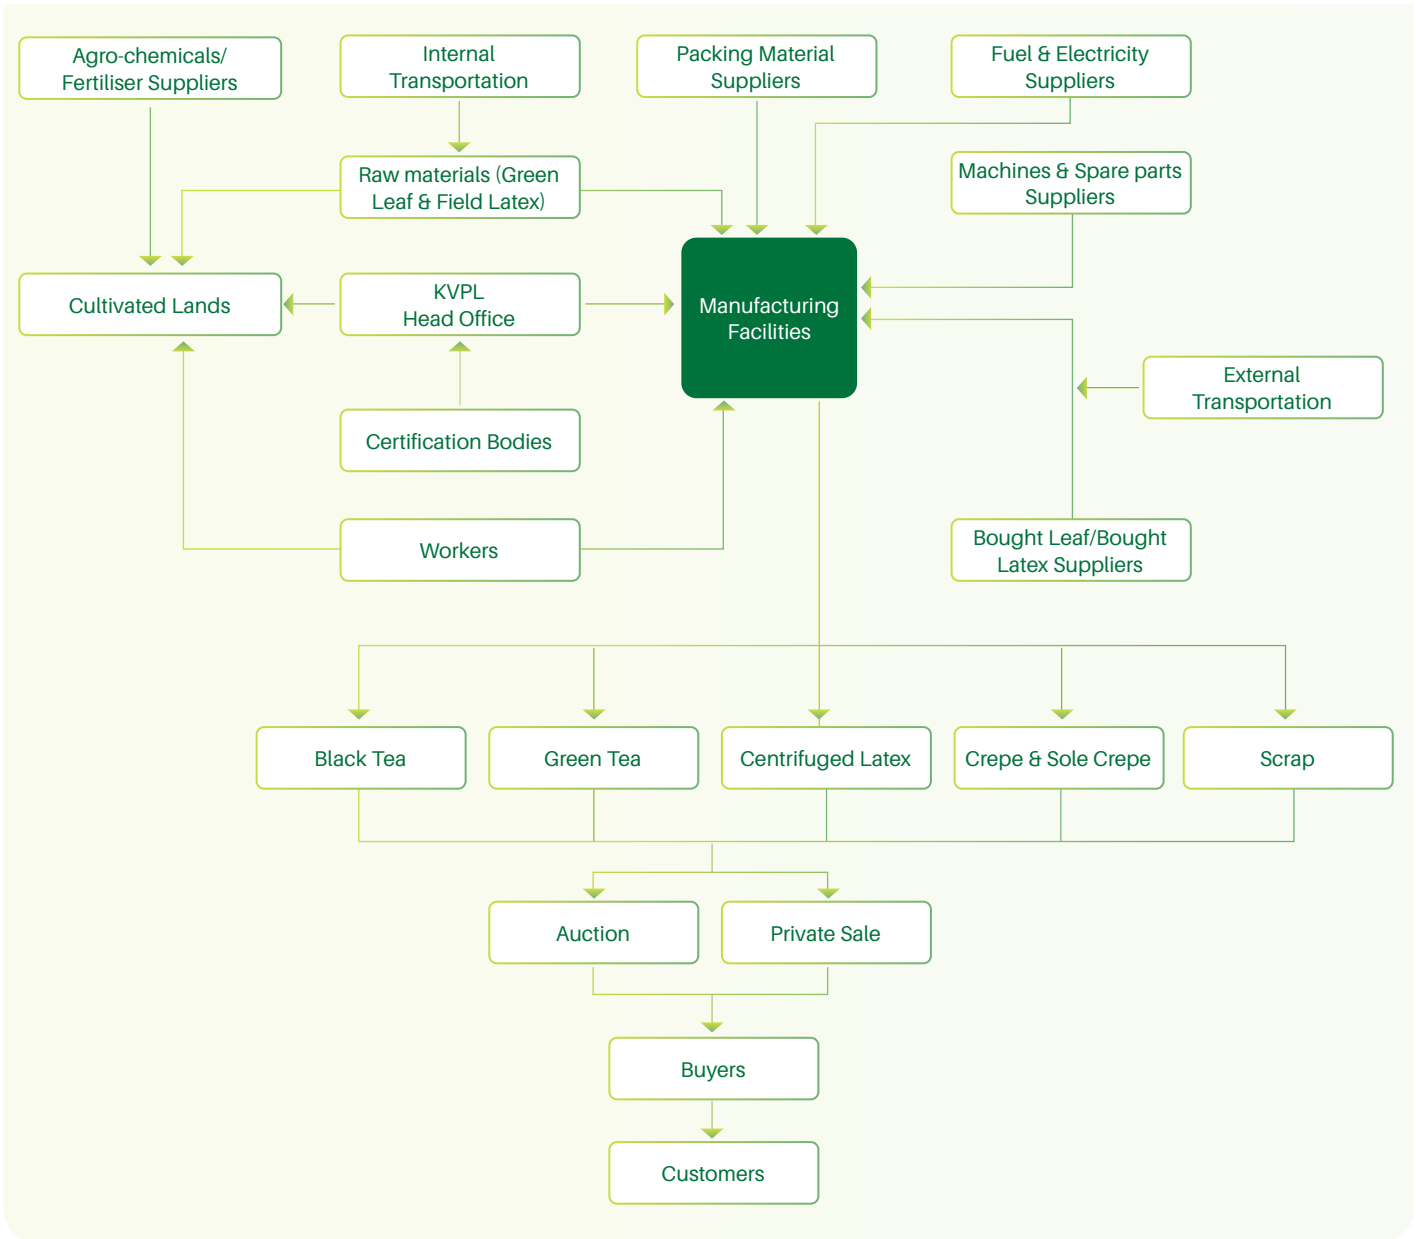 Agro-chemicals/
Fertiliser Suppliers
Internal
Transportation
Packing Material
Suppliers
Fuel & Electricity
Suppliers
Raw materials (Green
Leaf & Field Latex)
Machines & Spare parts
Suppliers
Cultivated Lands
KVPL
Head Office
Manufacturing
Facilities
External
Transportation
Certification Bodies
Workers
Bought Leaf/Bought
Latex Suppliers
Black Tea
Green Tea
Centrifuged Latex
Crepe & Sole Crepe
Scrap
Auction
Private Sale
Buyers
Customers